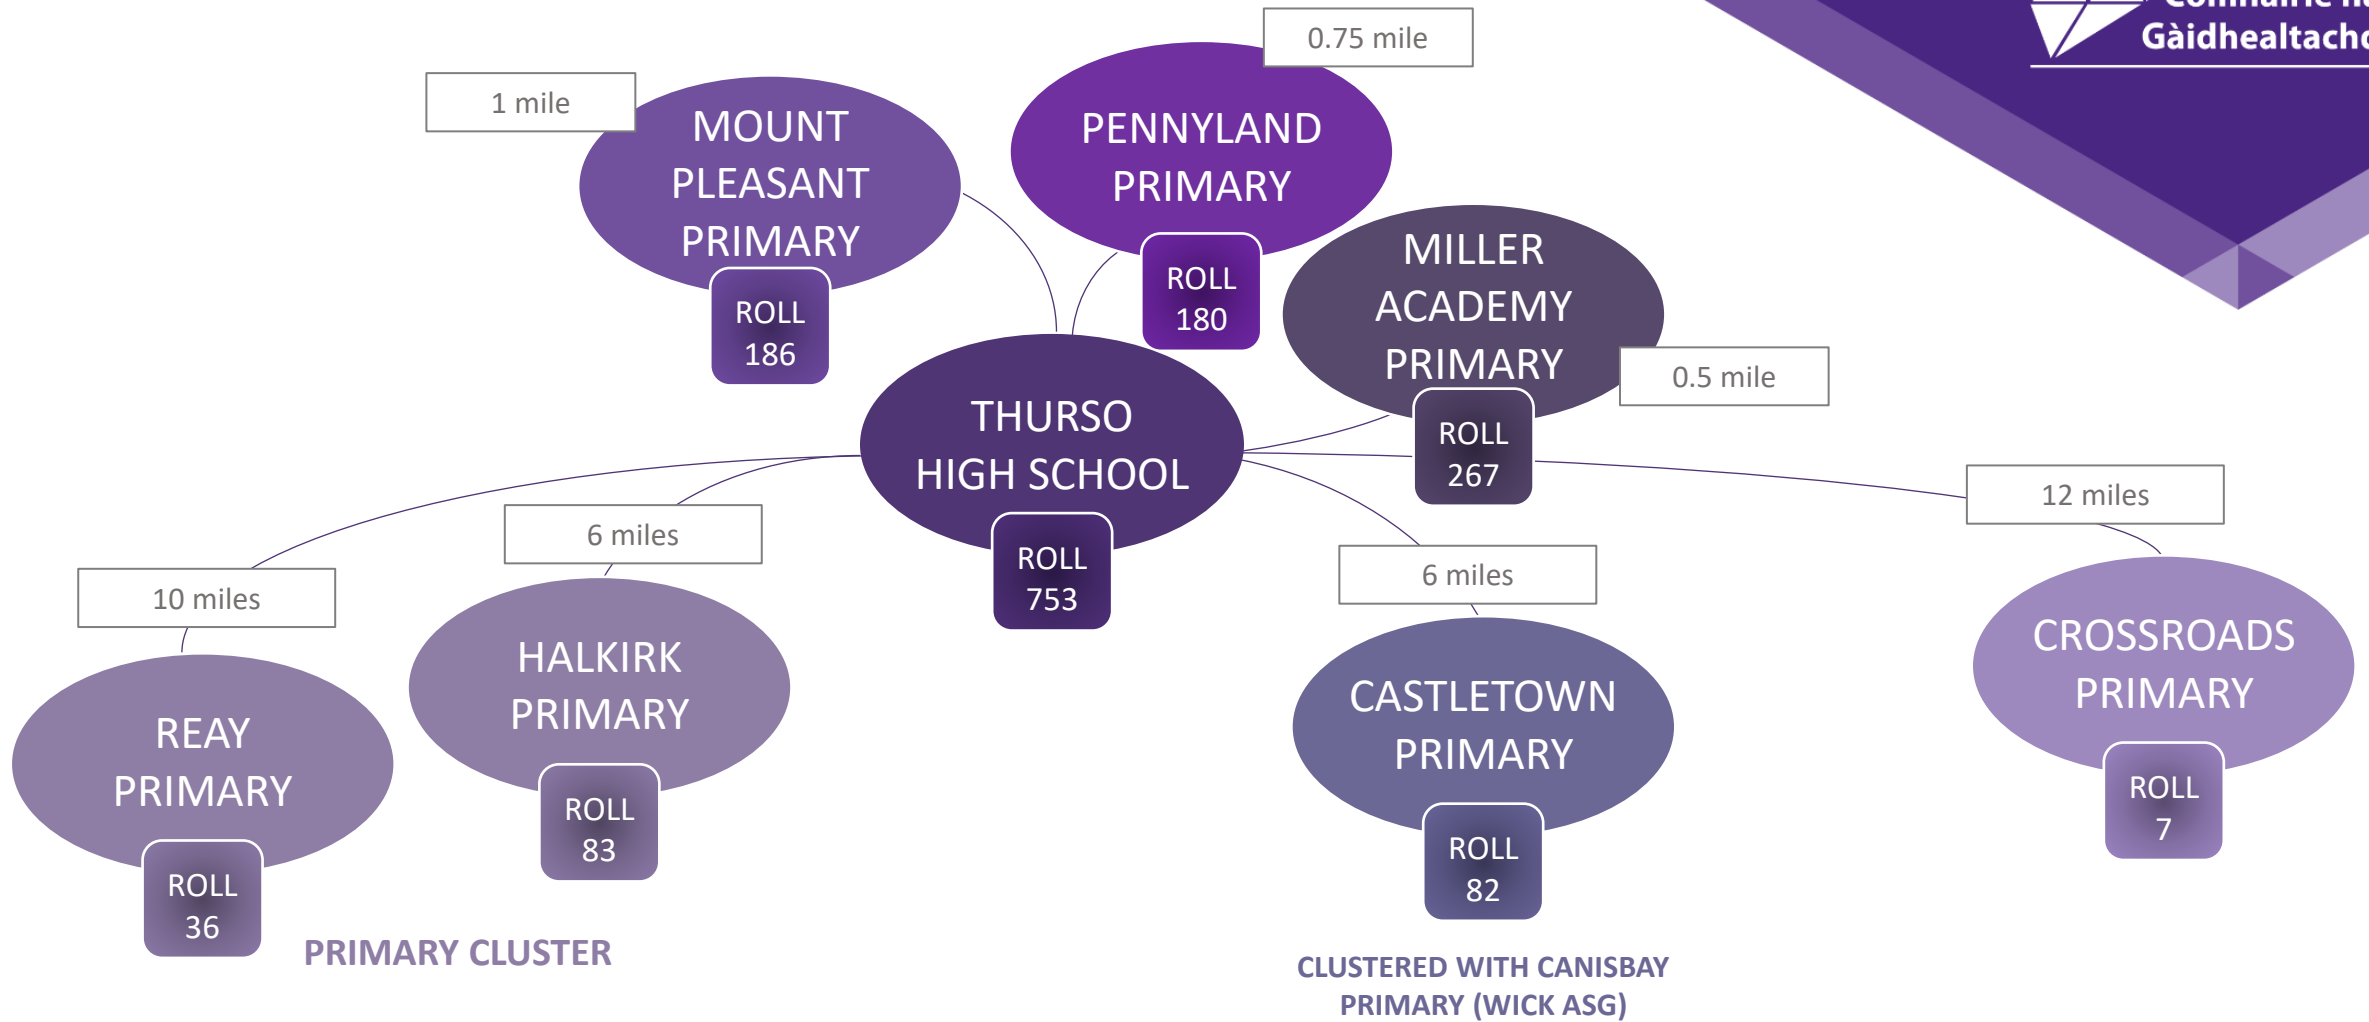 Gàidhealtachd
0.75 mile
1 mile
MOUNT
PLEASANT
PRIMARY
ROLL
186
PENNYLAND
PRIMARY
ROLL
180
MILLER
ACADEMY
PRIMARY
ROLL
267
0.5 mile
THURSO
HIGH SCHOOL
ROLL
753
10 miles
REAY
PRIMARY
ROLL
36
6 miles
HALKIRK
PRIMARY
ROLL
83
PRIMARY CLUSTER
6 miles
CASTLETOWN
PRIMARY
ROLL
82
CLUSTERED WITH CANISBAY
PRIMARY (WICK ASG)
12 miles
CROSSROADS
PRIMARY
ROLL
7